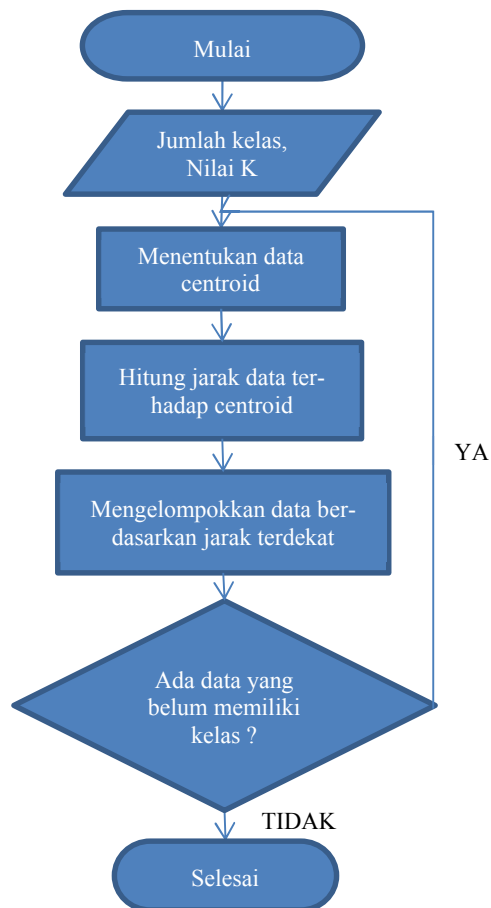 Mulai
Jumlah kelas,
Nilai K
Menentukan data
centroid
Hitung jarak data ter-
hadap centroid
YA
Mengelompokkan data ber-
dasarkan jarak terdekat
Ada data yang
belum memiliki
kelas ?
TIDAK
Selesai